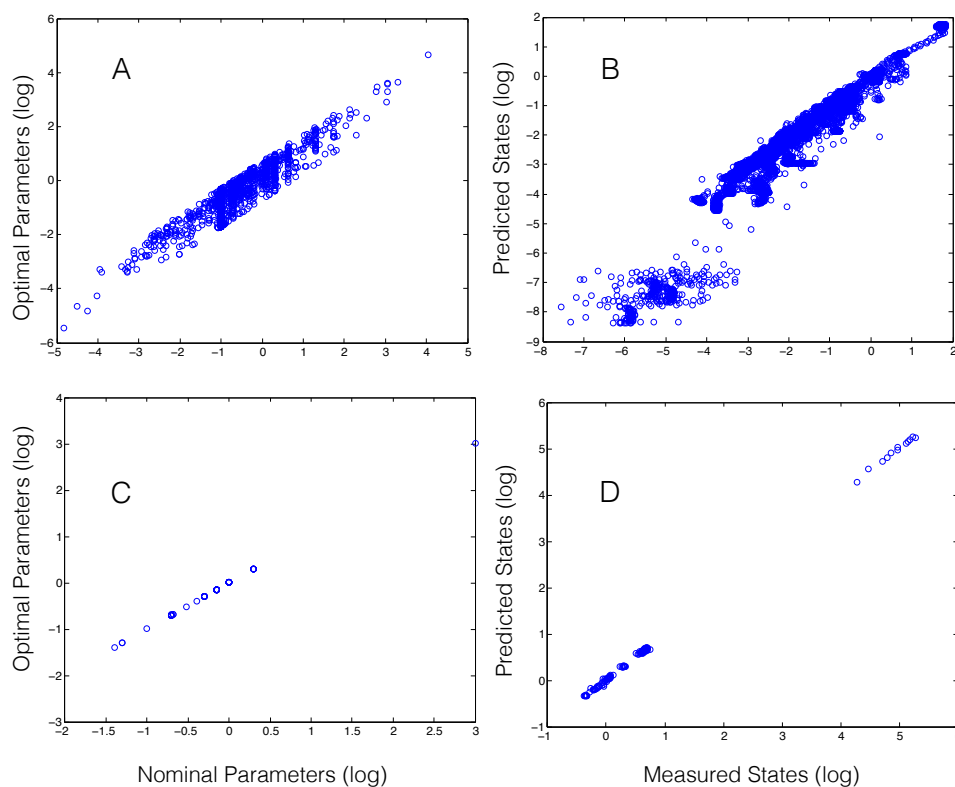 A
Optimal Parameters (log)
6
4
2
0
−2
−4
−6
−5 −4 −3 −2 −1 0 1 2 3 4 5
B
Predicted States (log)
2
1
0
−1
−2
−3
−4
−5
−6
−7
−8
−9
−8 −7 −6 −5 −4 −3 −2 −1 0 1 2
C
Optimal Parameters (log)
4
3
2
1
0
−1
−2
−3
−2 −1.5 −1 −0.5 0 0.5 1 1.5 2 2.5 3
Nominal Parameters (log)
D
Predicted States (log)
6
5
4
3
2
1
0
−1
−1 0 1 2 3 4 5
Measured States (log)